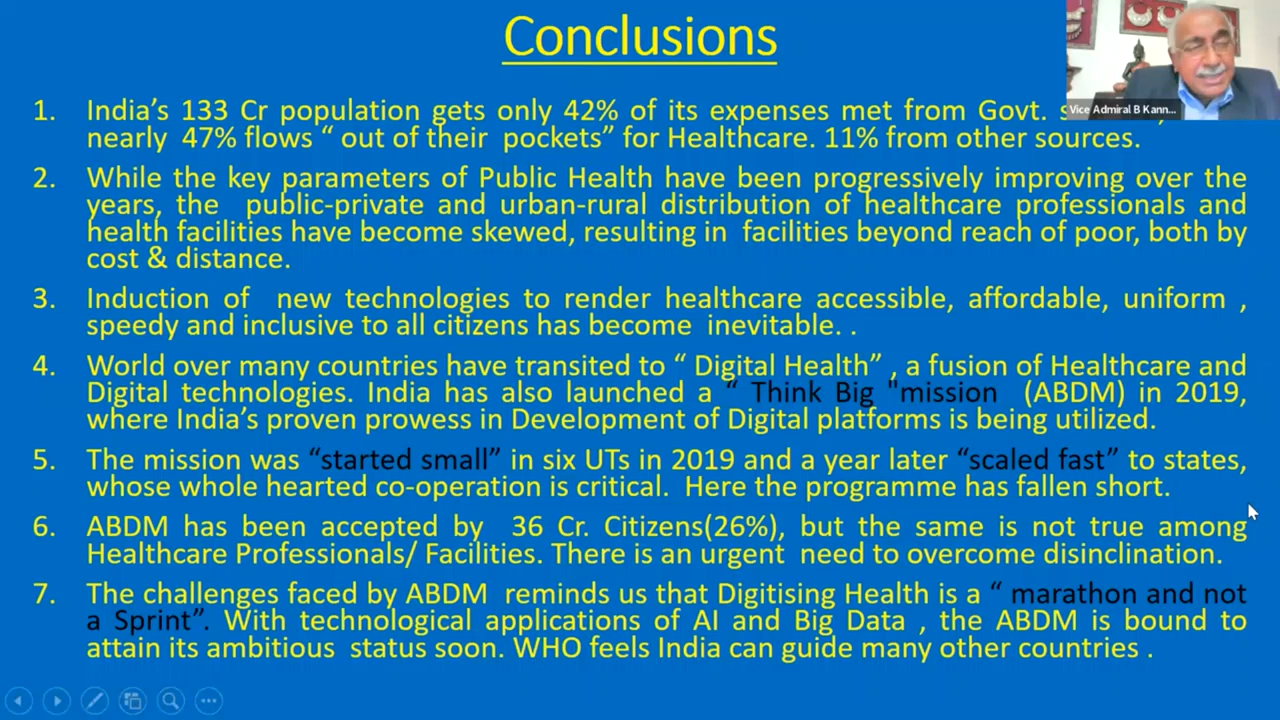 Conclusions
Vice Admiral B Kann...
1. India's 133 Cr population gets only 42% of its expenses met from Govt.
nearly 47% flows “ out of their pockets” for Healthcare. 11% from other sources.
2. While the key parameters of Public Health have been progressively improving over the
years, the public-private and urban-rural distribution of healthcare professionals and
health facilities have become skewed, resulting in facilities beyond reach of poor, both by
cost & distance.
3. Induction of new technologies to render healthcare accessible, affordable, uniform ,
speedy and inclusive to all citizens has become inevitable. .
4. World over many countries have transited to “ Digital Health” , a fusion of Healthcare and
Digital technologies. India has also launched a “ Think Big "mission (ABDM) in 2019,
where India's proven prowess in Development of Digital platforms is being utilized.
5. The mission was “started small” in six UTs in 2019 and a year later “scaled fast” to states,
whose whole hearted co-operation is critical. Here the programme has fallen short.
6. ABDM has been accepted by 36 Cr. Citizens(26%), but the same is not true among
Healthcare Professionals/ Facilities. There is an urgent need to overcome disinclination.
7. The challenges faced by ABDM reminds us that Digitising Health is a “ marathon and not
a Sprint”. With technological applications of AI and Big Data , the ABDM is bound to
attain its ambitious status soon. WHO feels India can guide many other countries .